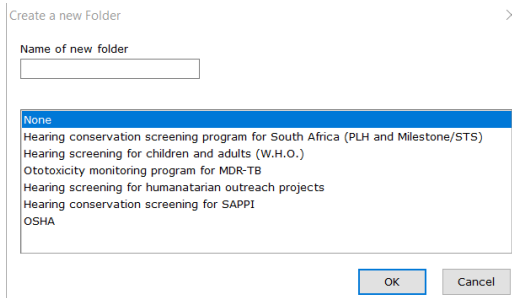 Create a new Folder
Name of new folder
None
Hearing conservation screening program for South Africa (PLH and Milestone/STS)
Hearing screening for children and adults (W.H.O.)
Ototoxicity monitoring program for MDR-TB
Hearing screening for humanatarian outreach projects
Hearing conservation screening for SAPPI
OSHA
OK Cancel